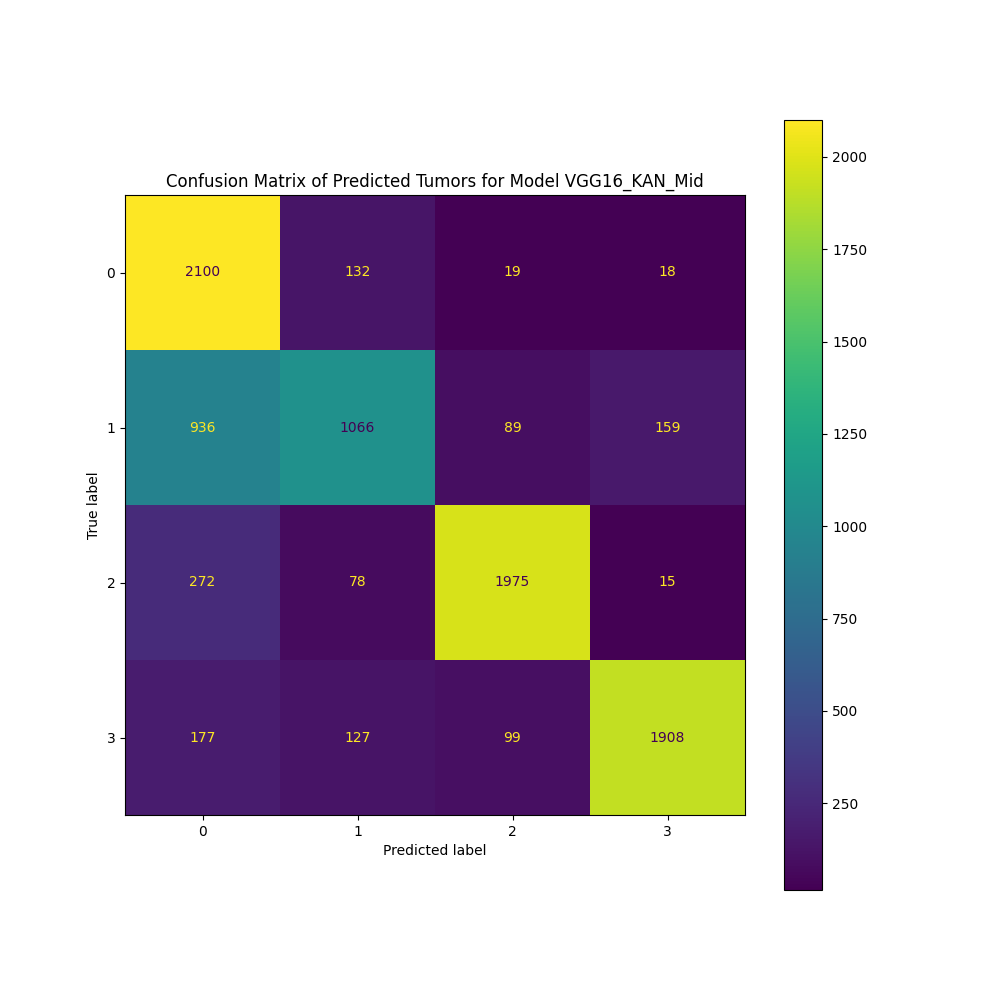 Confusion Matrix of Predicted Tumors for Model VGG16_KAN_Mid
0 2100 132 19 18
1 936 1066 89 159
2 272 78 1975 15
3 177 127 99 1908
0 1 2 3
Predicted label
True label
2000
1750
1500
1250
1000
750
500
250